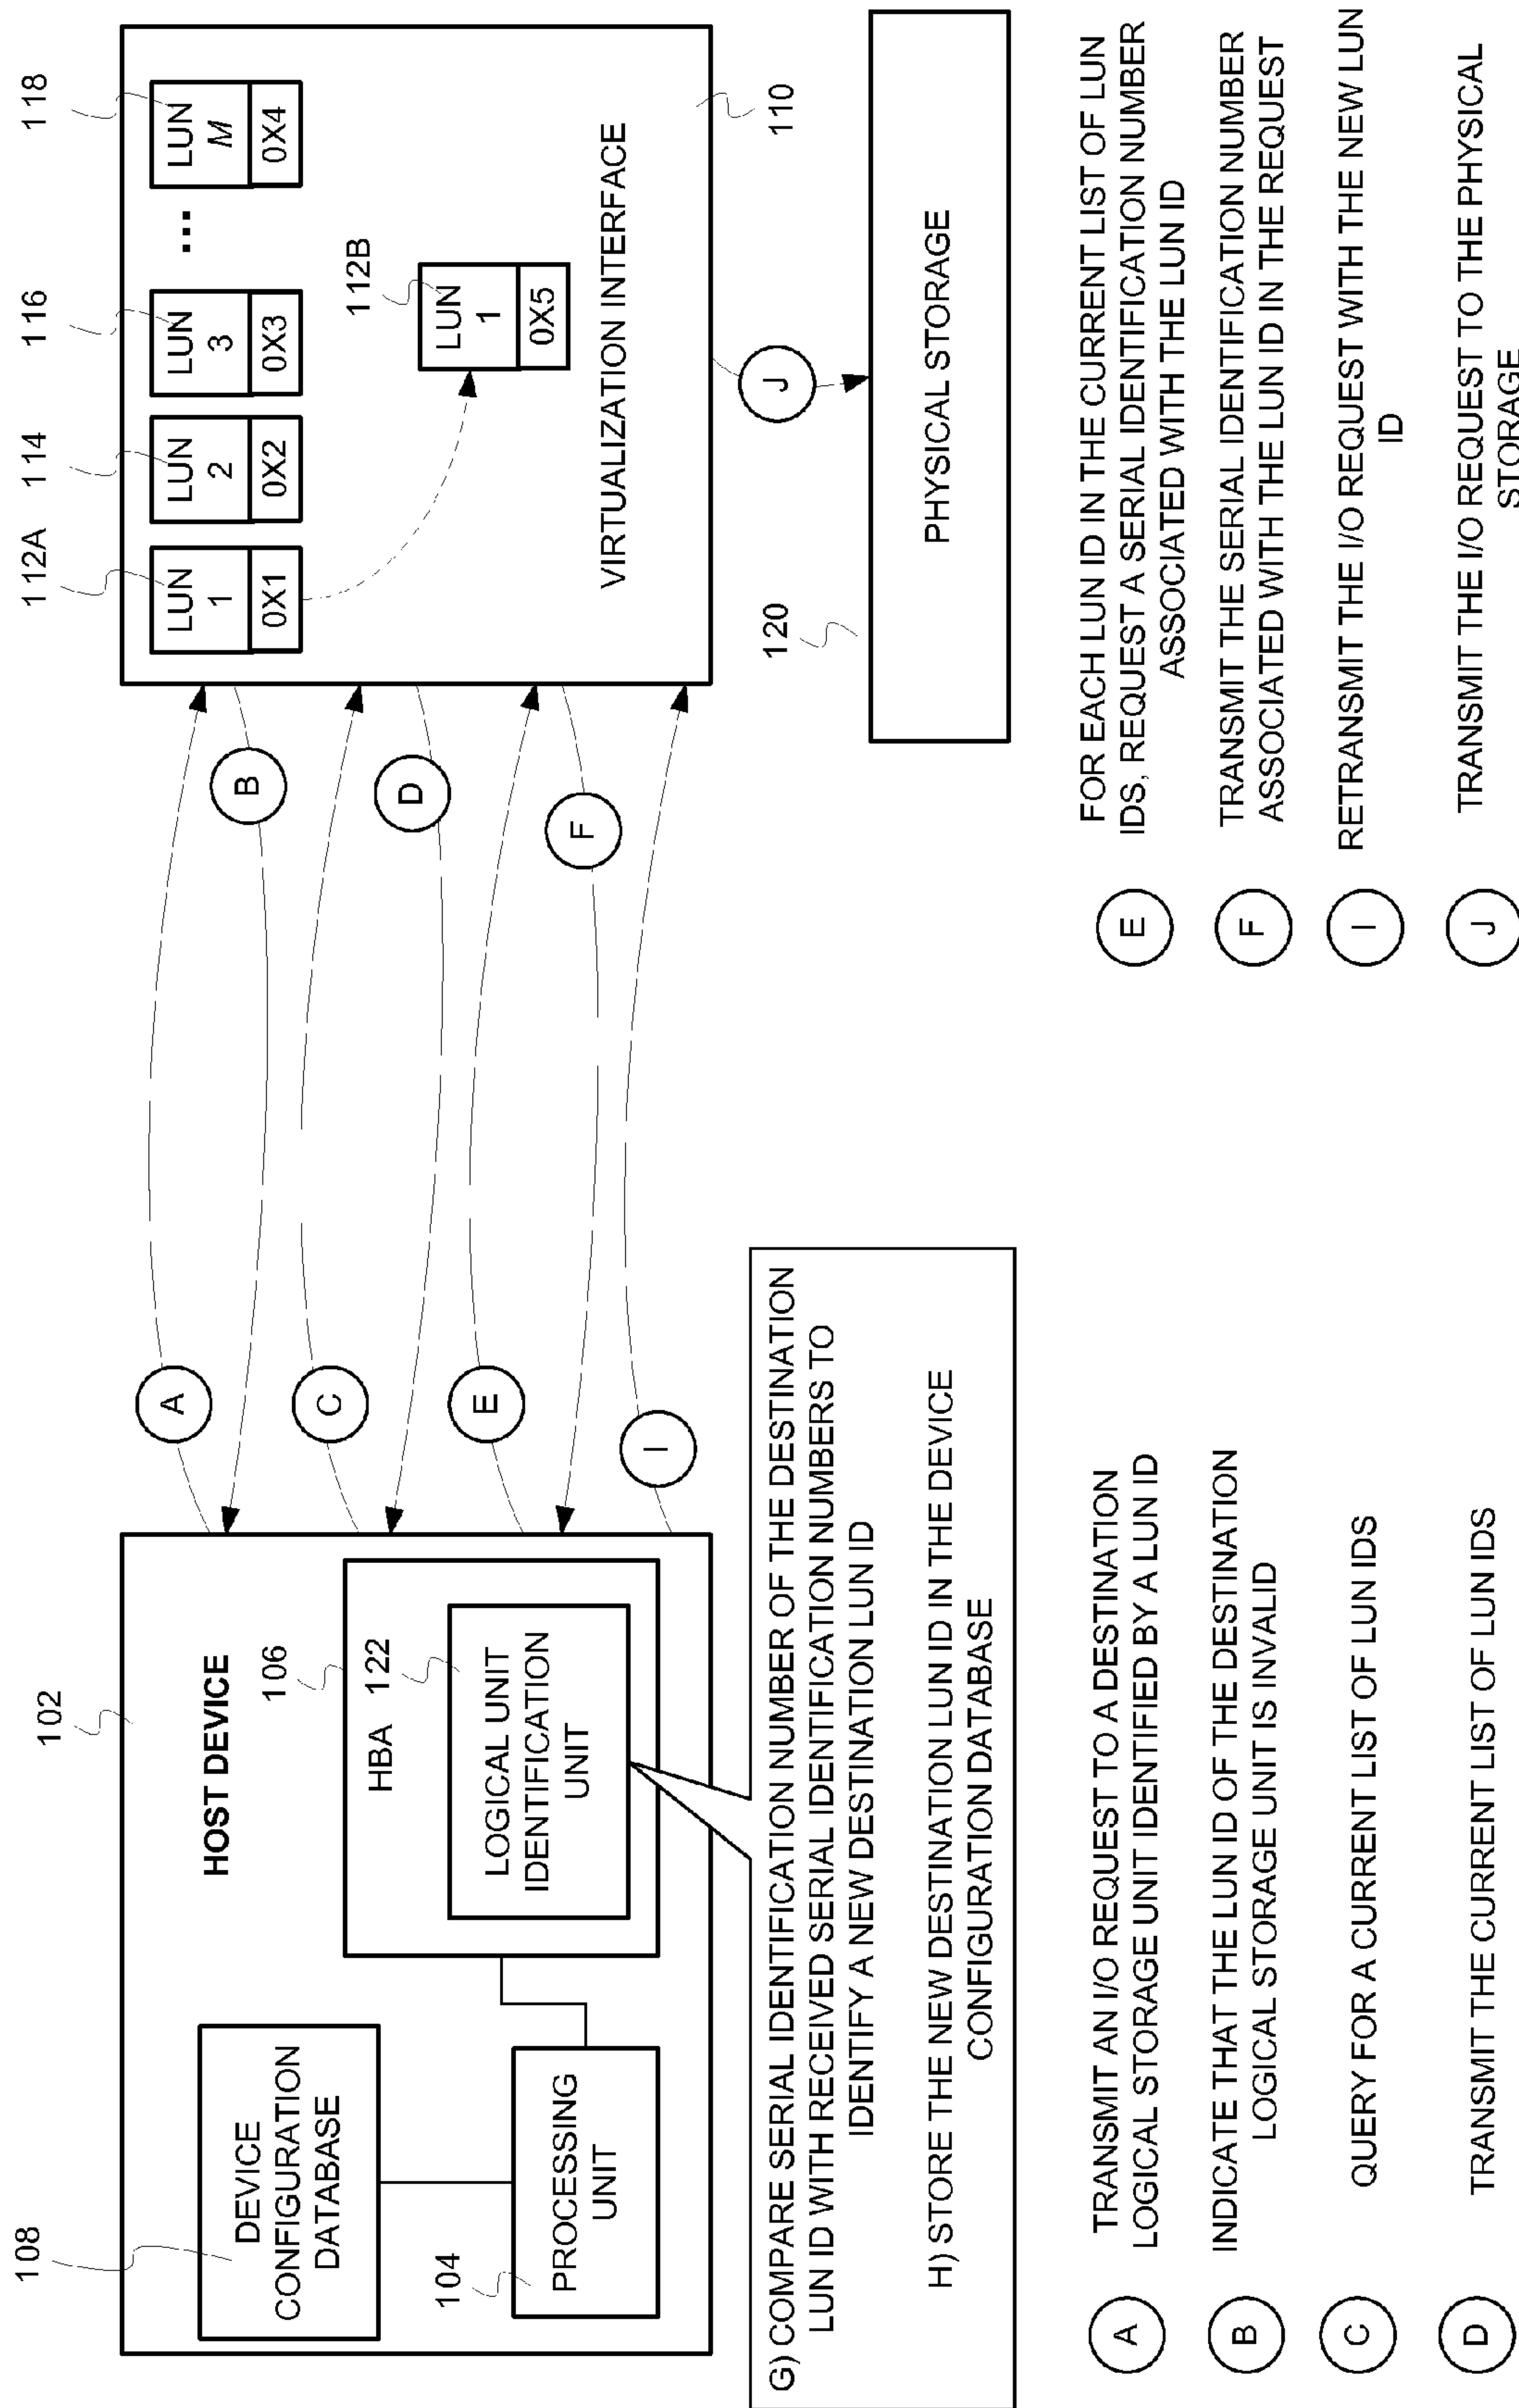 102
HOST DEVICE
108
DEVICE
CONFIGURATION
DATABASE
104
PROCESSING
UNIT
106
HBA
122
LOGICAL UNIT
IDENTIFICATION
UNIT
A
B
C
D
E
F
I
112A
114
116
118
LUN
1
0X1
LUN
2
0X2
LUN
3
0X3
...
LUN
M
0X4
112B
LUN
1
0X5
VIRTUALIZATION INTERFACE
110
J
120
PHYSICAL STORAGE
G) COMPARE SERIAL IDENTIFICATION NUMBER OF THE DESTINATION
LUN ID WITH RECEIVED SERIAL IDENTIFICATION NUMBERS TO
IDENTIFY A NEW DESTINATION LUN ID
H) STORE THE NEW DESTINATION LUN ID IN THE DEVICE
CONFIGURATION DATABASE
A
TRANSMIT AN I/O REQUEST TO A DESTINATION
LOGICAL STORAGE UNIT IDENTIFIED BY A LUN ID
B
INDICATE THAT THE LUN ID OF THE DESTINATION
LOGICAL STORAGE UNIT IS INVALID
C
QUERY FOR A CURRENT LIST OF LUN IDS
D
TRANSMIT THE CURRENT LIST OF LUN IDS
E
FOR EACH LUN ID IN THE CURRENT LIST OF LUN
IDS, REQUEST A SERIAL IDENTIFICATION NUMBER
ASSOCIATED WITH THE LUN ID
F
TRANSMIT THE SERIAL IDENTIFICATION NUMBER
ASSOCIATED WITH THE LUN ID IN THE REQUEST
I
RETRANSMIT THE I/O REQUEST WITH THE NEW LUN
ID
J
TRANSMIT THE I/O REQUEST TO THE PHYSICAL
STORAGE